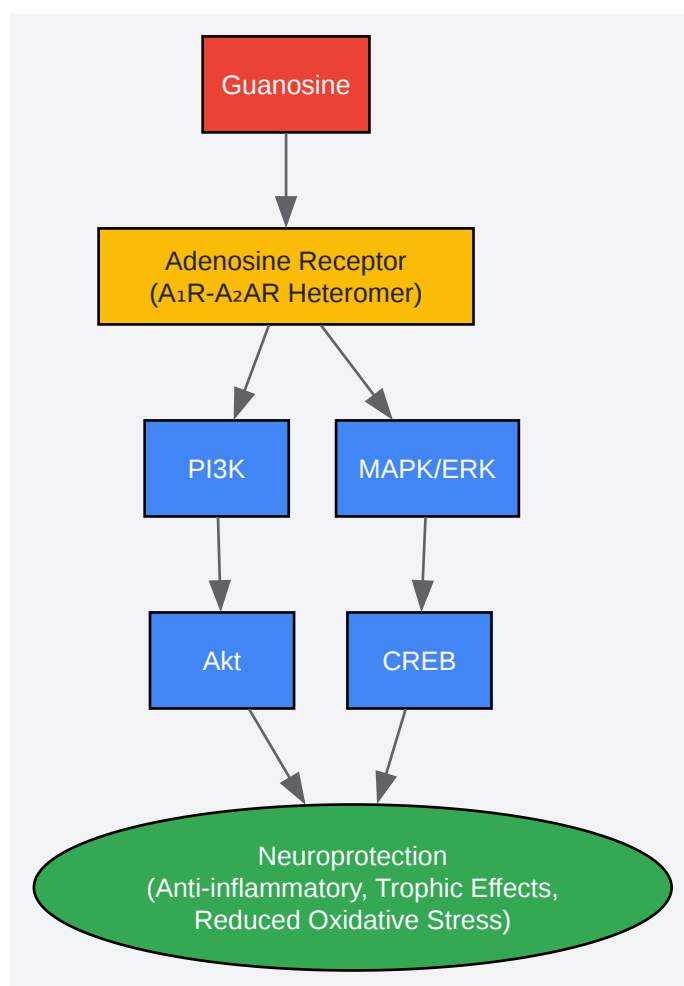 Guanosine
Adenosine Receptor
(A₁R-A₂AR Heteromer)
PI3K
MAPK/ERK
Akt
CREB
Neuroprotection
(Anti-inflammatory, Trophic Effects,
Reduced Oxidative Stress)